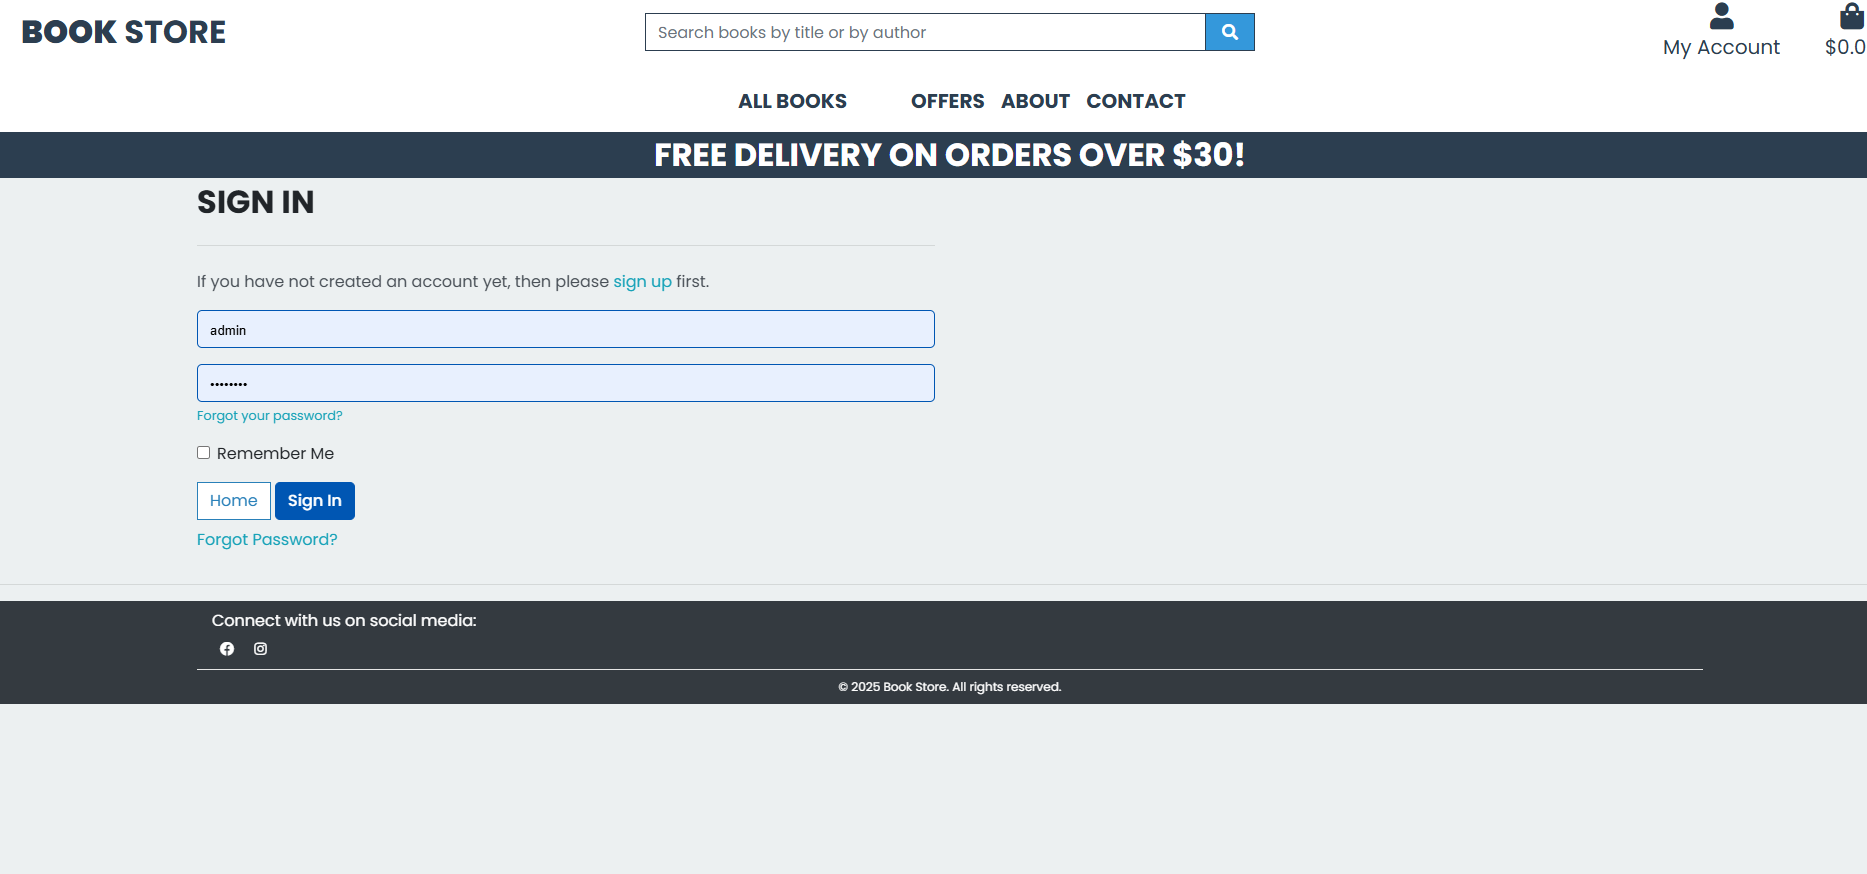 BOOK STORE
Search books by title or by author
My Account
$0.0
ALL BOOKS OFFERS ABOUT CONTACT
FREE DELIVERY ON ORDERS OVER $30!
SIGN IN
If you have not created an account yet, then please sign up first.
admin
••••••••
Forgot your password?
Remember Me
Home Sign In
Forgot Password?
Connect with us on social media:
© 2025 Book Store. All rights reserved.